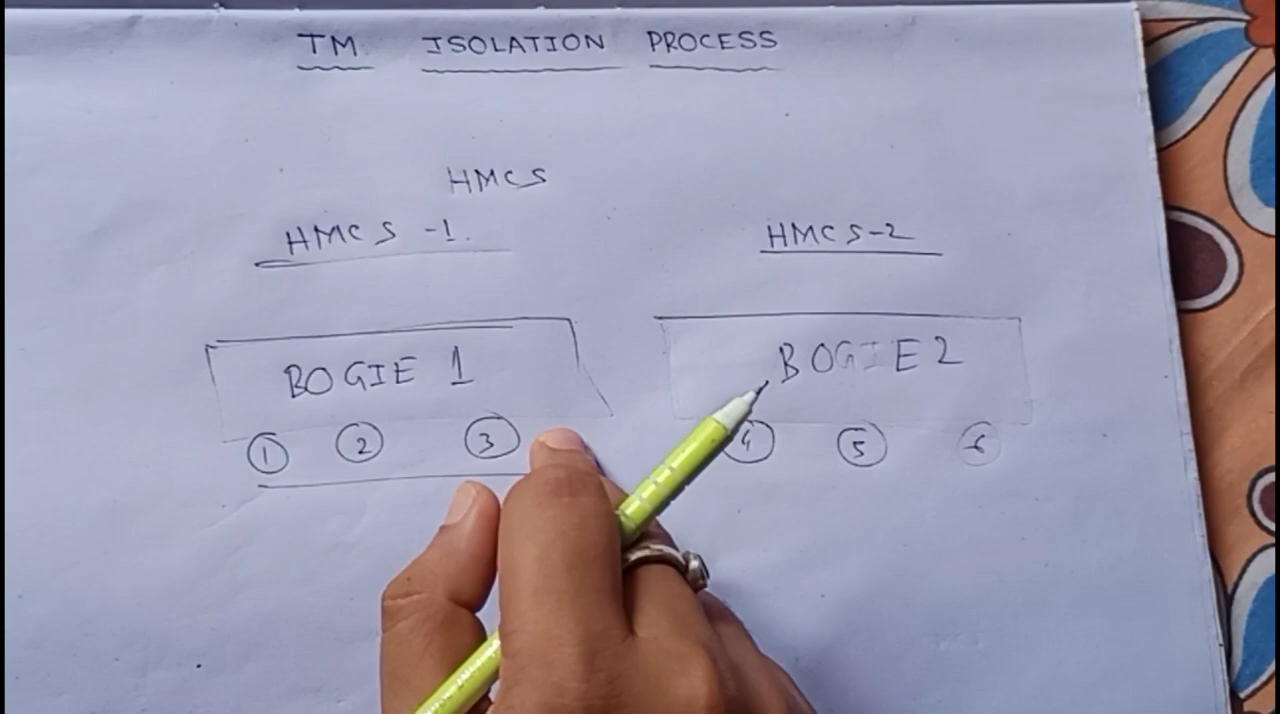 TM ISOLATION PROCESS
HMCS
HMCS -1. HMCS-2
BOGIE 1 BOGIE 2
1 2 3 4 5 6